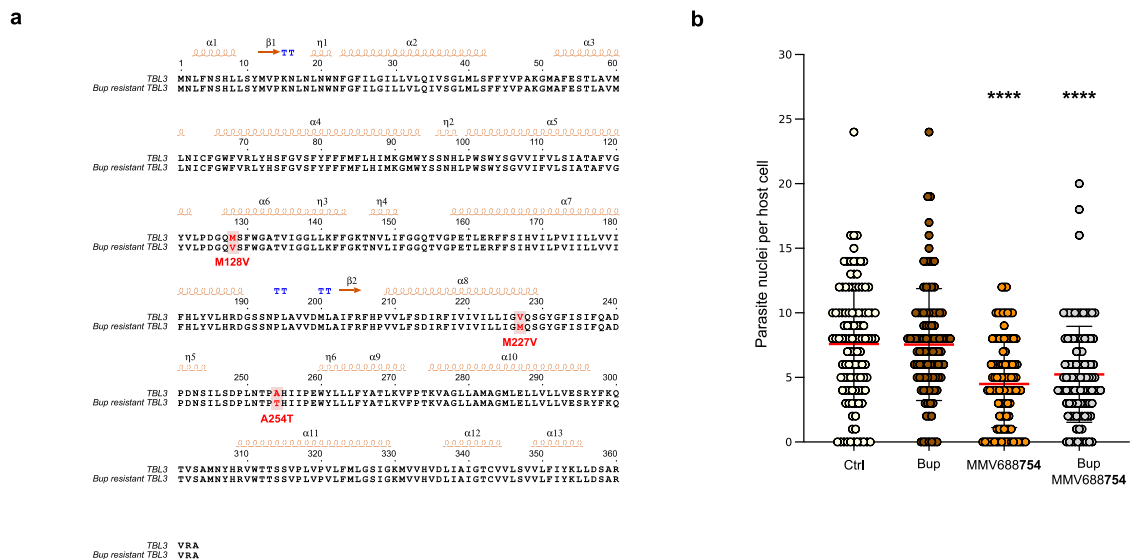 a
α1 β1 TT η1 α2 α3
1 10 20 30 40 50 60
TBL3 MNLFNSHLLSYMVPKNLNLNWNFGFILGILLVLQIVSGLMLSFFYVPAKGMAFESTLAVM
Bup resistant TBL3 MNLFNSHLLSYMVPKNLNLNWNFGFILGILLVLQIVSGLMLSFFYVPAKGMAFESTLAVM
α4 η2 α5
70 80 90 100 110 120
TBL3 LNICFGWFVRLYHSFGVSFYFFFMFLHIMKGMWYSSNHLPWSWYSGVVIFVLSIATAFVG
Bup resistant TBL3 LNICFGWFVRLYHSFGVSFYFFFMFLHIMKGMWYSSNHLPWSWYSGVVIFVLSIATAFVG
α6 η3 η4 α7
130 140 150 160 170 180
TBL3 YVLPDGQMSFWGATVIGGLLKFFGKTNVLIFGGQTVGPETLERFFSIHVILPVIILLVVI
Bup resistant TBL3 YVLPDGQVSFWGATVIGGLLKFFGKTNVLIFGGQTVGPETLERFFSIHVILPVIILLVVI
M128V
TT TT β2 α8
190 200 210 220 230 240
TBL3 FHLYVLHRDGSSNPLAVVDMLAIFRFHPVVLFSDIRFIVIVILLIGVQSGYGFISIFQAD
Bup resistant TBL3 FHLYVLHRDGSSNPLAVVDMLAIFRFHPVVLFSDIRFIVIVILLIGMQSGYGFISIFQAD
M227V
η5 η6 α9 α10
250 260 270 280 290 300
TBL3 PDNSILSDPLNTPAHIIPEWYLLLFYATLKVFPTKVAGLLAMAGMLELLVLLVESRYFKQ
Bup resistant TBL3 PDNSILSDPLNTPTHIIPEWYLLLFYATLKVFPTKVAGLLAMAGMLELLVLLVESRYFKQ
A254T
α11 α12 α13
310 320 330 340 350 360
TBL3 TVSAMNYHRVWTTSSVPLVPVLFMLGSIGKMVVHVDLIAIGTCVVLSVVLFIYKLLDSAR
Bup resistant TBL3 TVSAMNYHRVWTTSSVPLVPVLFMLGSIGKMVVHVDLIAIGTCVVLSVVLFIYKLLDSAR
TBL3 VRA
Bup resistant TBL3 VRA
b
Parasite nuclei per host cell
30
25
20
15
10
5
0
**** ****
Ctrl Bup MMV688754 Bup
MMV688754